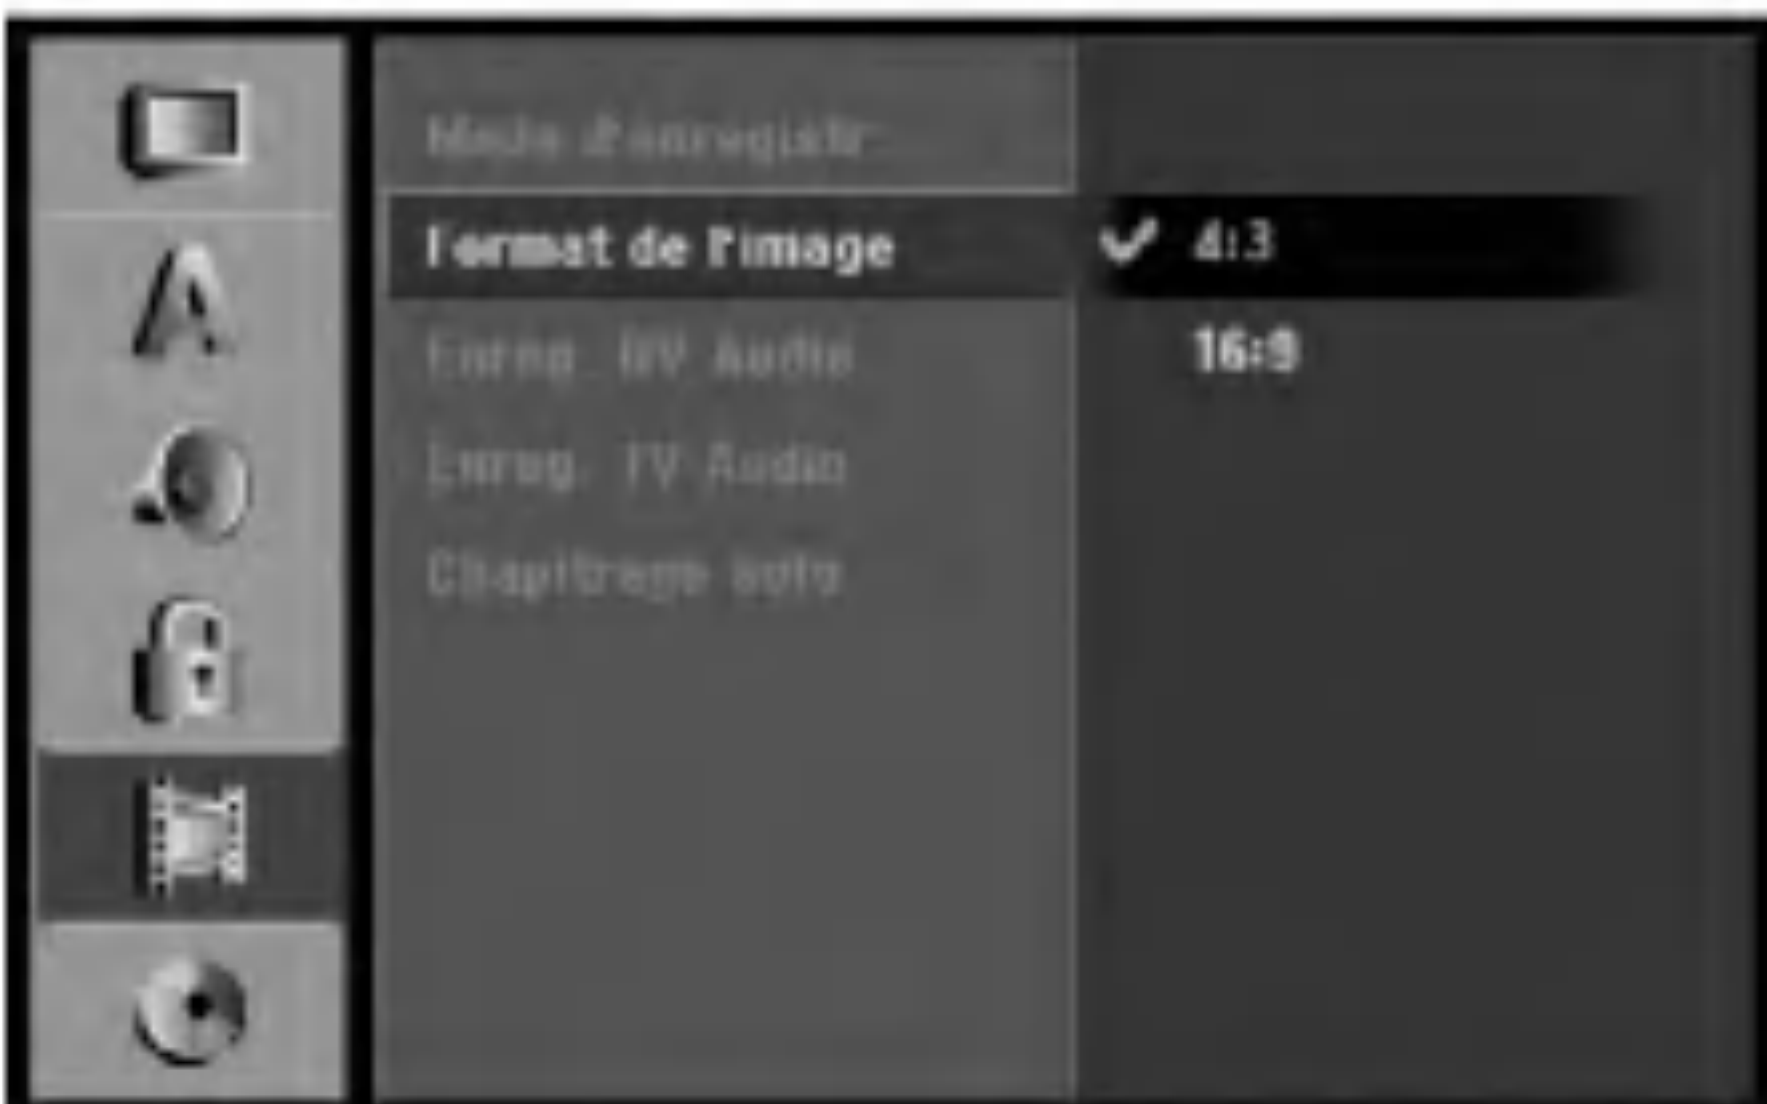 Mode d'enregistr
Format de l'image
4:3
16:9
Enreg. DV Audio
Enreg. TV Audio
Chapitrage auto